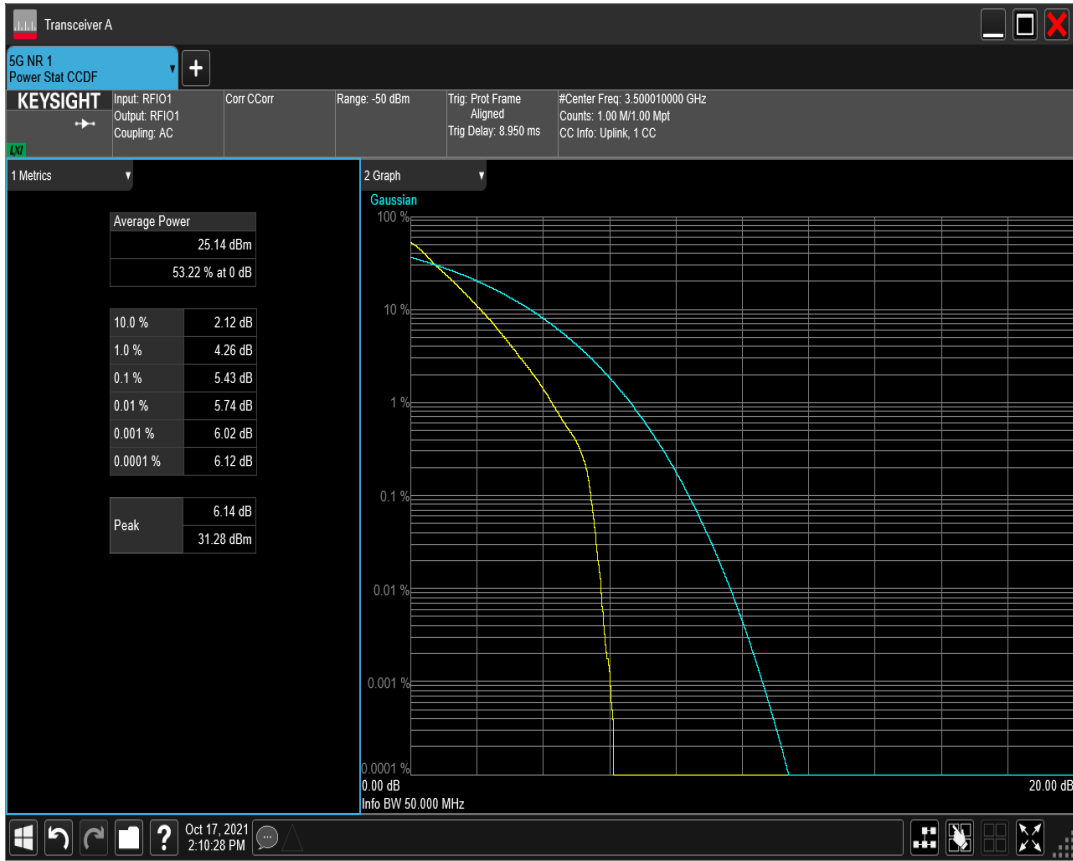 Transceiver A
5G NR 1
Power Stat CCDF
KEYSIGHT
LXI
Input: RFIO1
Output: RFIO1
Coupling: AC
Corr CCorr
Range: -50 dBm
Trig: Prot Frame
Aligned
Trig Delay: 8.950 ms
#Center Freq: 3.500010000 GHz
Counts: 1.00 M/1.00 Mpt
CC Info: Uplink, 1 CC
1 Metrics
Average Power
25.14 dBm
53.22 % at 0 dB
10.0 % 2.12 dB
1.0 % 4.26 dB
0.1 % 5.43 dB
0.01 % 5.74 dB
0.001 % 6.02 dB
0.0001 % 6.12 dB
Peak 6.14 dB
31.28 dBm
2 Graph
Gaussian
100 %
10 %
1 %
0.1 %
0.01 %
0.001 %
0.0001 %
0.00 dB 20.00 dB
Info BW 50.000 MHz
Oct 17, 2021
2:10:28 PM